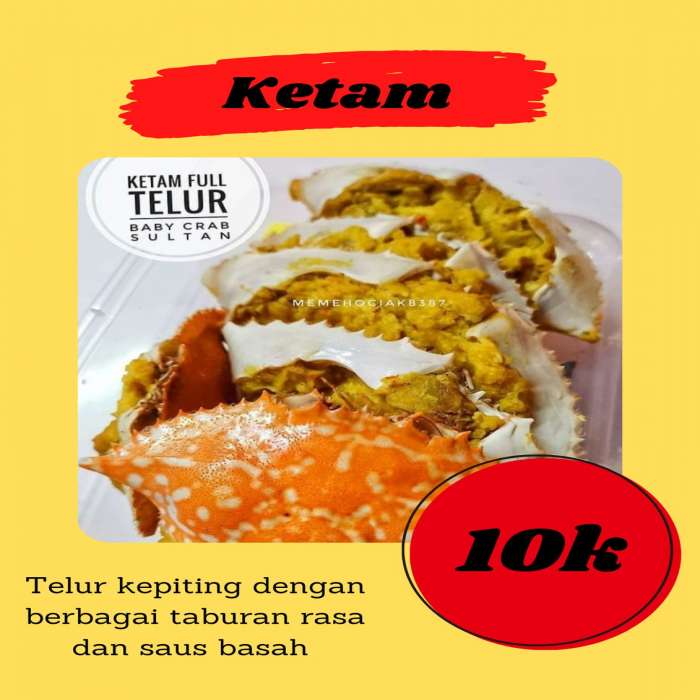 Ketam
KETAM FULL
TELUR
BABY CRAB
SULTAN
MEMEHOCIAK8387
10k
Telur kepiting dengan
berbagai taburan rasa
dan saus basah